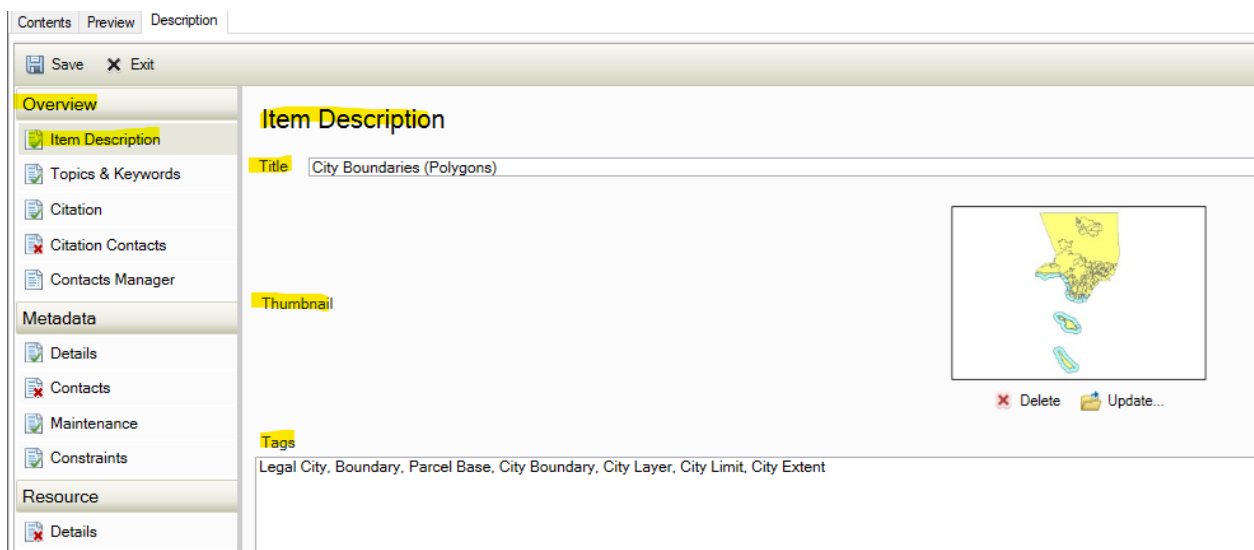 Contents Preview Description
Save Exit
Overview
Item Description
Topics & Keywords
Citation
Citation Contacts
Contacts Manager
Metadata
Details
Contacts
Maintenance
Constraints
Resource
Details
Item Description
Title City Boundaries (Polygons)
Thumbnail
Delete Update...
Tags
Legal City, Boundary, Parcel Base, City Boundary, City Layer, City Limit, City Extent